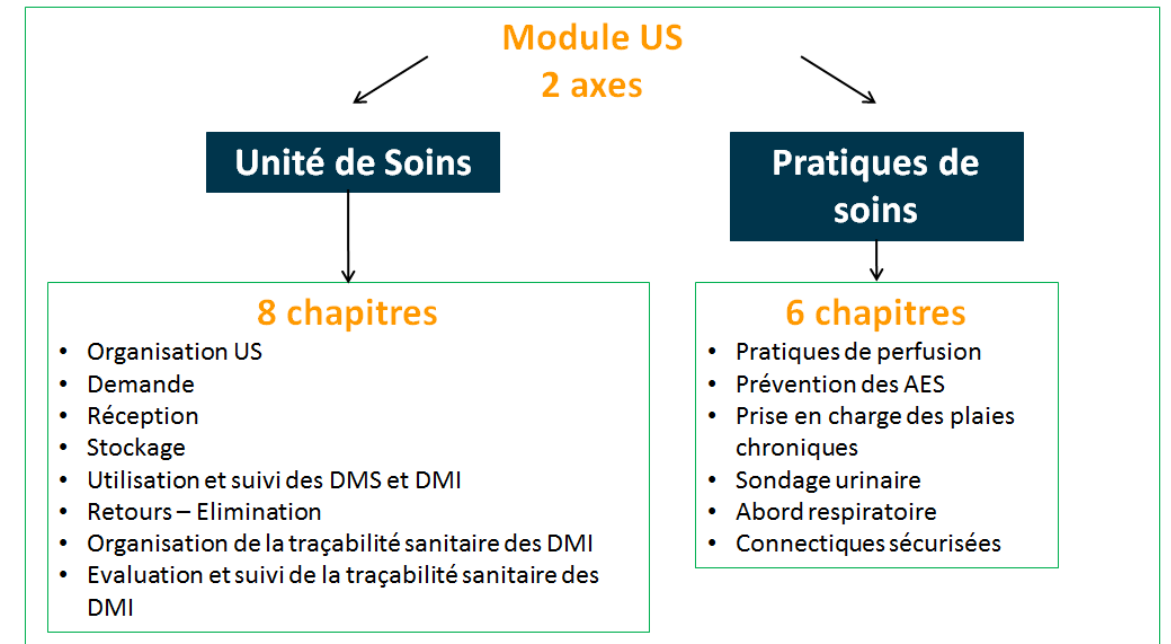 Module US
2 axes
Unité de Soins
Pratiques de
soins
8 chapitres
• Organisation US
• Demande
• Réception
• Stockage
• Utilisation et suivi des DMS et DMI
• Retours – Elimination
• Organisation de la traçabilité sanitaire des DMI
• Evaluation et suivi de la traçabilité sanitaire des
DMI
6 chapitres
• Pratiques de perfusion
• Prévention des AES
• Prise en charge des plaies
chroniques
• Sondage urinaire
• Abord respiratoire
• Connectiques sécurisées